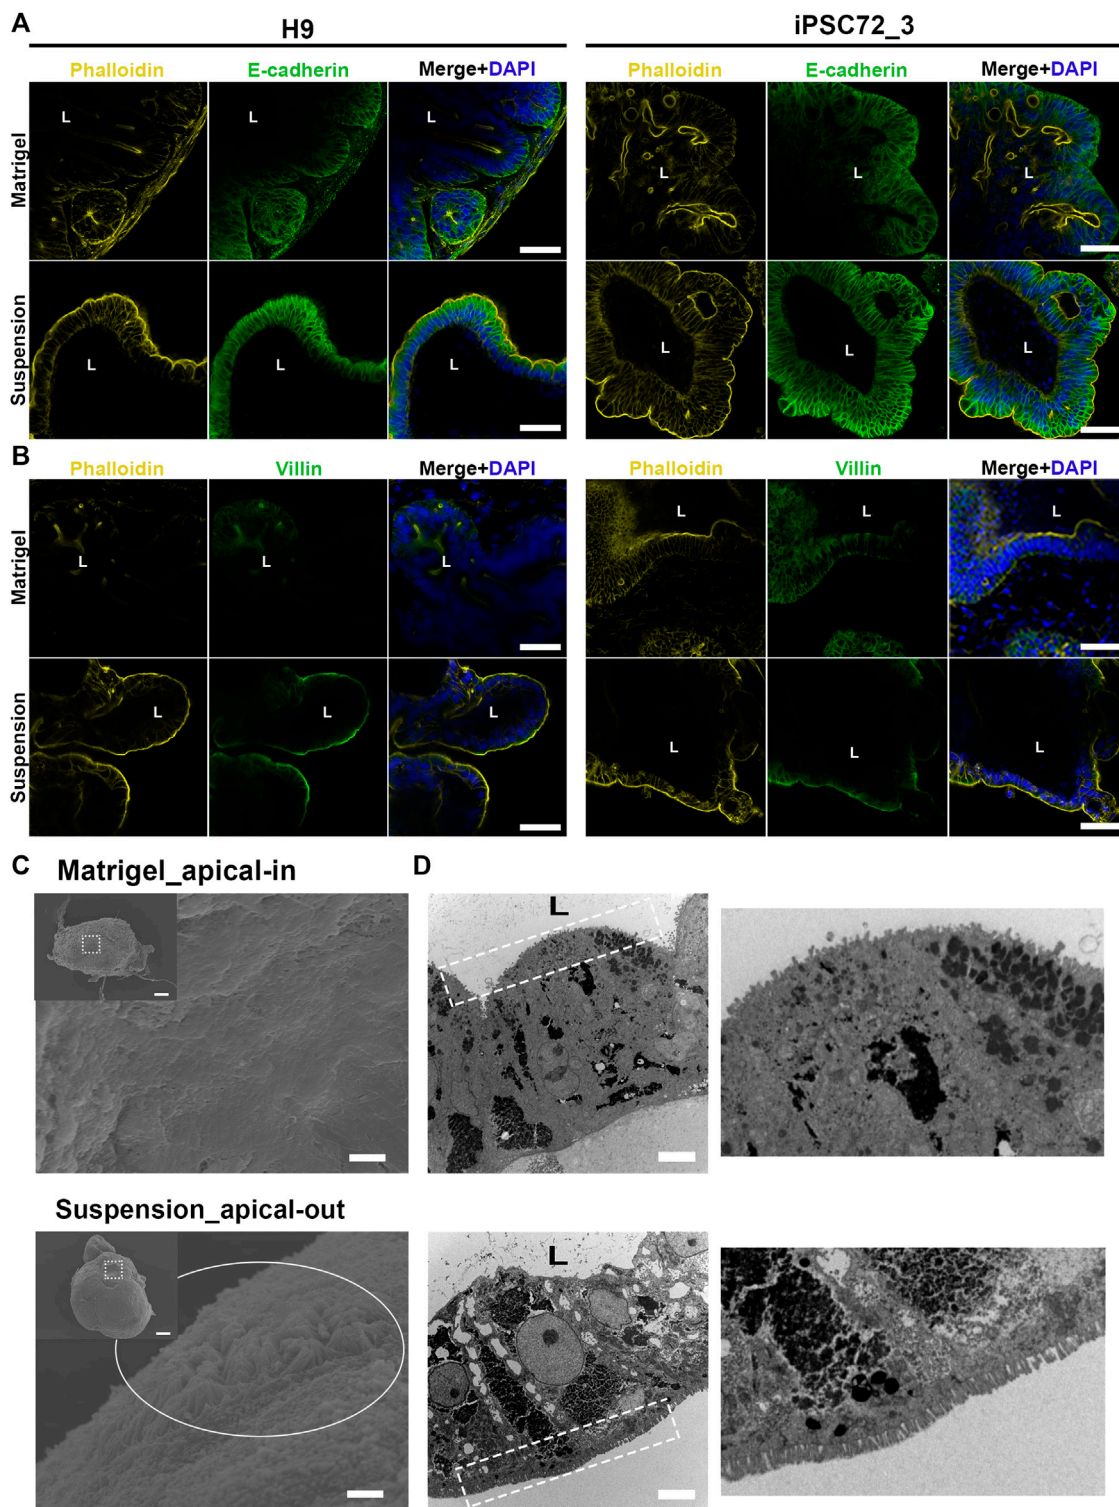 A
H9
iPSC72_3
Phalloidin E-cadherin Merge+DAPI Phalloidin E-cadherin Merge+DAPI
Matrigel
L L L L L L
Suspension
L L L L L L
B
Phalloidin Villin Merge+DAPI Phalloidin Villin Merge+DAPI
Matrigel
L L L L L L
Suspension
L L L L L L
C Matrigel_apical-in
D
L
Suspension_apical-out
L